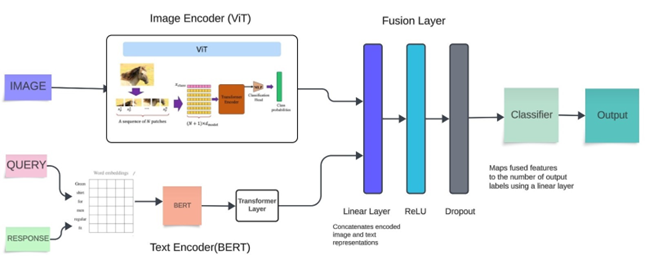 Image Encoder (ViT)
Fusion Layer
ViT
IMAGE
A sequence of N patches
(N + 1)×d_model
Transformer
Encoder
MLP
Classification
Head
Class
probabilities
Classifier
Output
Maps fused features
to the number of output
labels using a linear layer
QUERY
Word embeddings
Green
shirt
for
men
regular
fit
BERT
Transformer
Layer
RESPONSE
Text Encoder(BERT)
Linear Layer
ReLU
Dropout
Concatenates encoded
image and text
representations